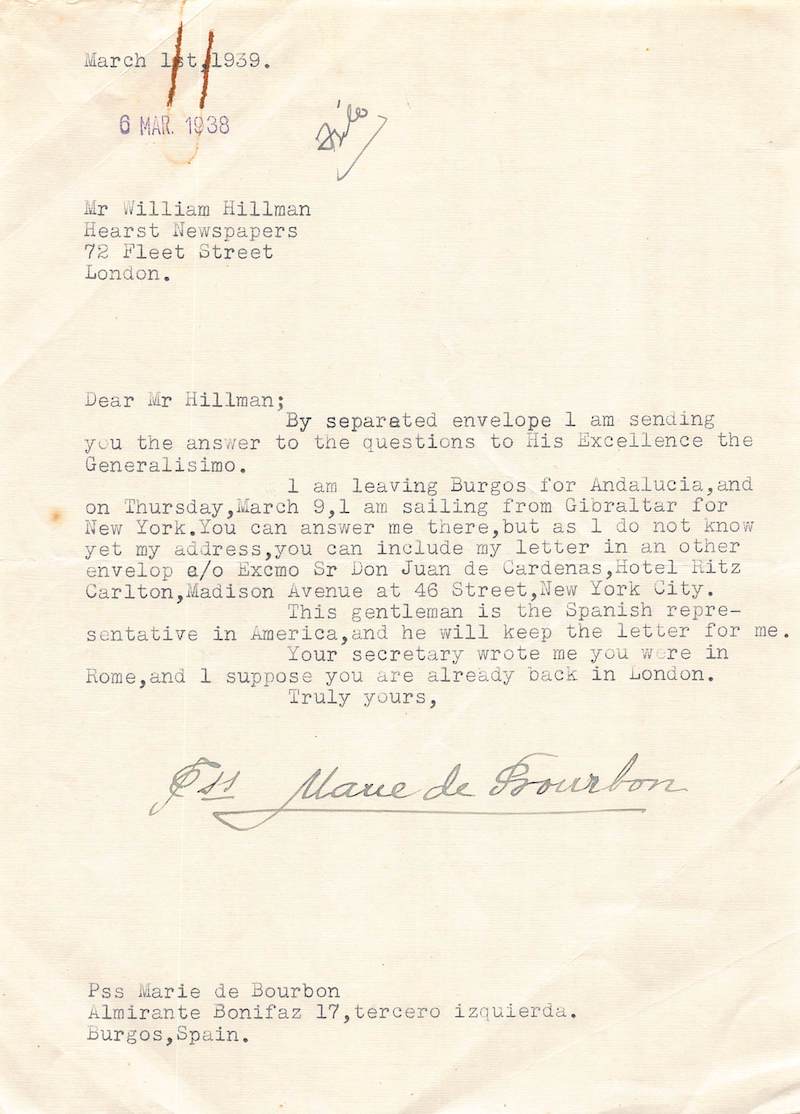 March 1st,1939.
6 MAR. 1938
File
Mr William Hillman
Hearst Newspapers
72 Fleet Street
London.
Dear Mr Hillman;
By separated envelope 1 am sending
you the answer to the questions to His Excellence the
Generalisimo.
1 am leaving Burgos for Andalucia,and
on Thursday,March 9,1 am sailing from Gibraltar for
New York.You can answer me there,but as 1 do not know
yet my address,you can include my letter in an other
envelop a/o Excmo Sr Don Juan de Cardenas,Hotel Ritz
Carlton,Madison Avenue at 46 Street,New York City.
This gentleman is the Spanish repre-
sentative in America,and he will keep the letter for me.
Your secretary wrote me you were in
Rome,and 1 suppose you are already back in London.
Truly yours,
Pss Marie de Bourbon
Pss Marie de Bourbon
Almirante Bonifaz 17,tercero izquierda.
Burgos,Spain.